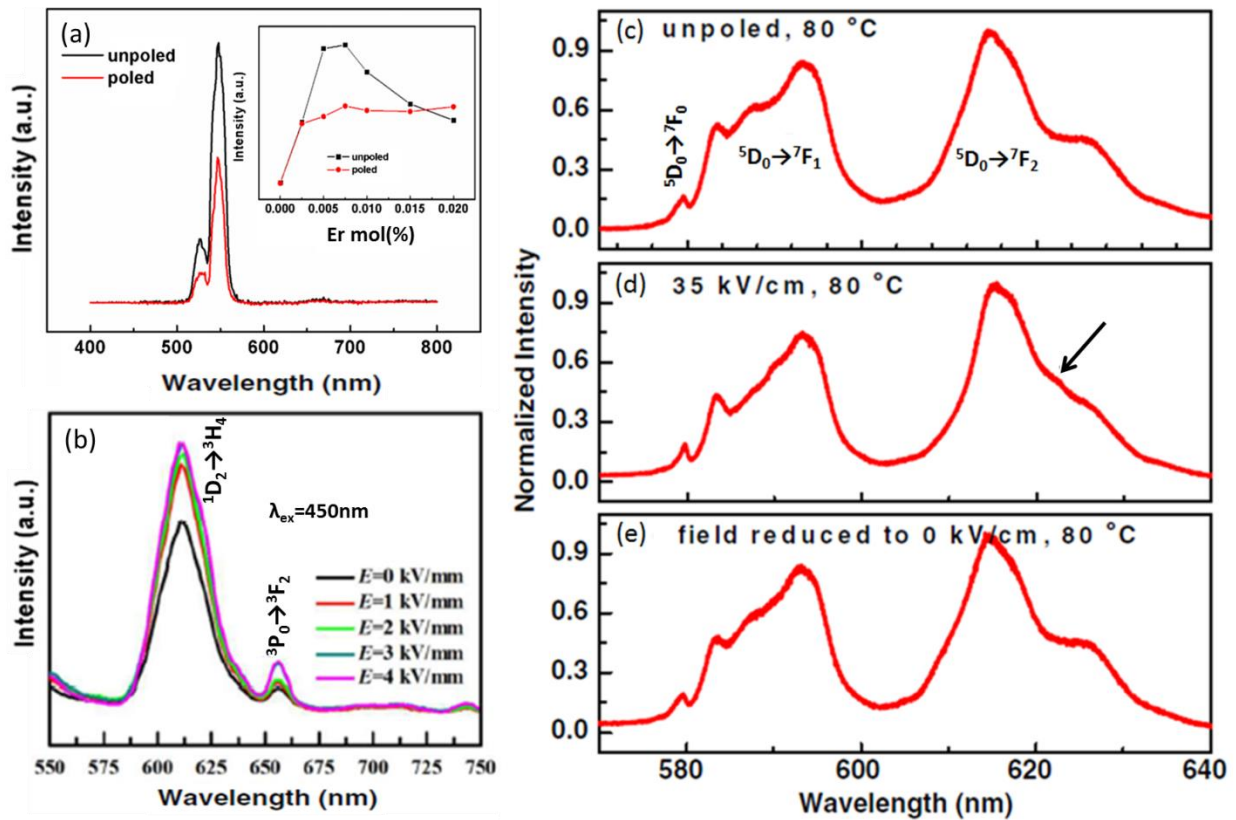 (a)
unpoled
poled
Intensity (a.u.)
400 500 600 700 800
Wavelength (nm)
Intensity (a.u.)
unpoled
poled
0.000 0.005 0.010 0.015 0.020
Er mol(%)
(b)
¹D₂→³H₄
λex=450nm
³P₀→³F₂
E=0 kV/mm
E=1 kV/mm
E=2 kV/mm
E=3 kV/mm
E=4 kV/mm
Intensity (a.u.)
550 575 600 625 650 675 700 725 750
Wavelength (nm)
Normalized Intensity
(c) unpoled, 80 °C
0.9
0.6
0.3
0.0
⁵D₀→⁷F₀
⁵D₀→⁷F₁
⁵D₀→⁷F₂
(d) 35 kV/cm, 80 °C
0.9
0.6
0.3
0.0
(e) field reduced to 0 kV/cm, 80 °C
0.9
0.6
0.3
0.0
580 600 620 640
Wavelength (nm)